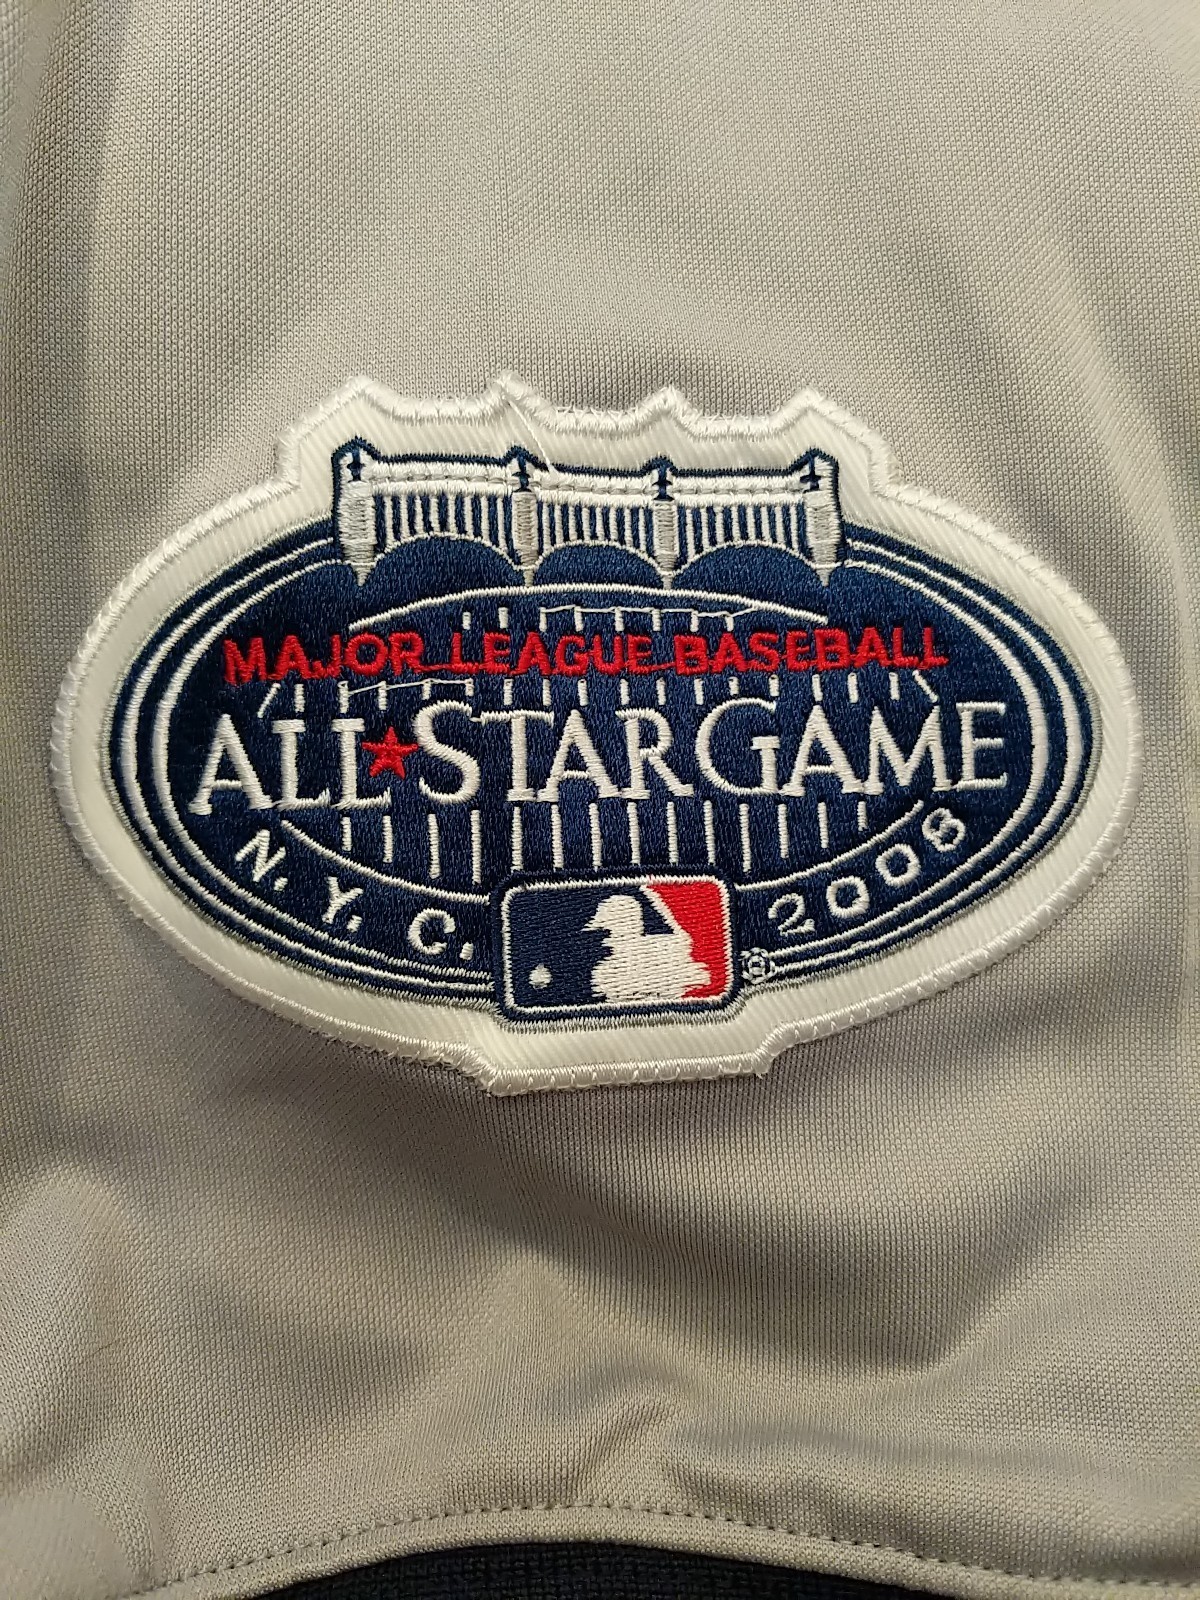 MAJOR LEAGUE BASEBALL
ALL★STAR GAME
N.Y.C. 2008
®